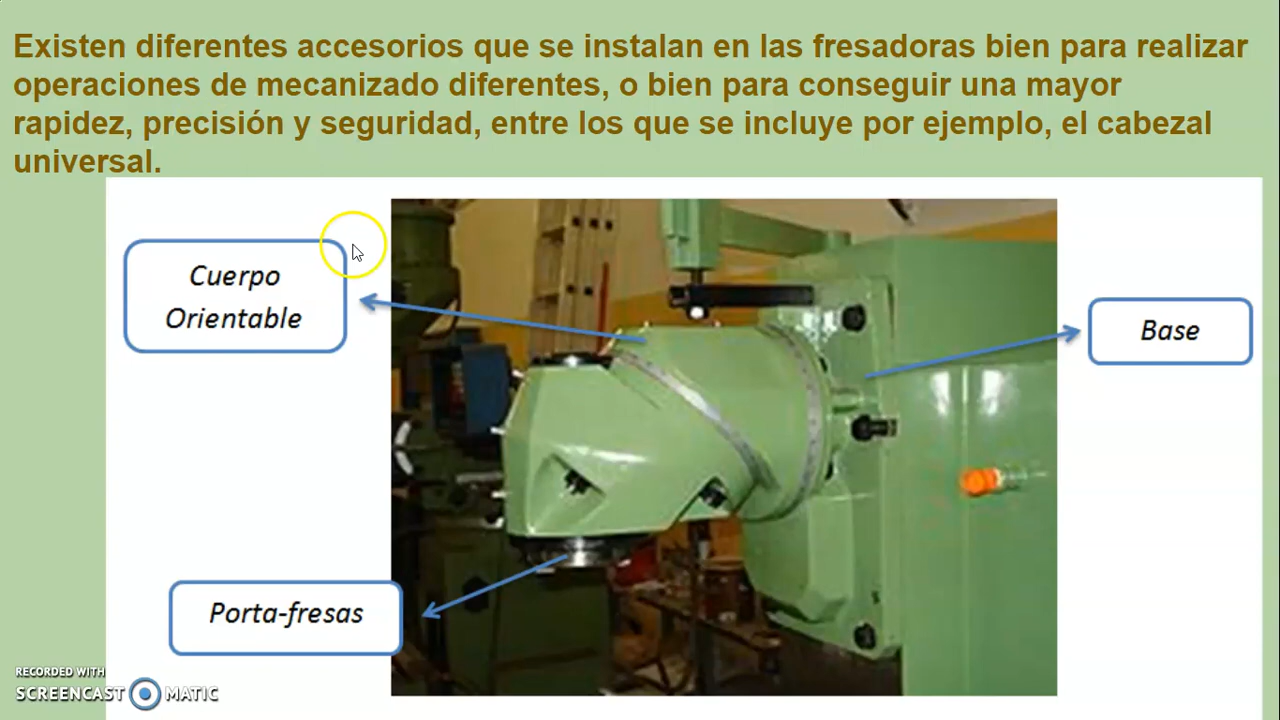 Existen diferentes accesorios que se instalan en las fresadoras bien para realizar
operaciones de mecanizado diferentes, o bien para conseguir una mayor
rapidez, precisión y seguridad, entre los que se incluye por ejemplo, el cabezal
universal.
Cuerpo
Orientable
Base
Porta-fresas
RECORDED WITH
SCREENCAST MATIC